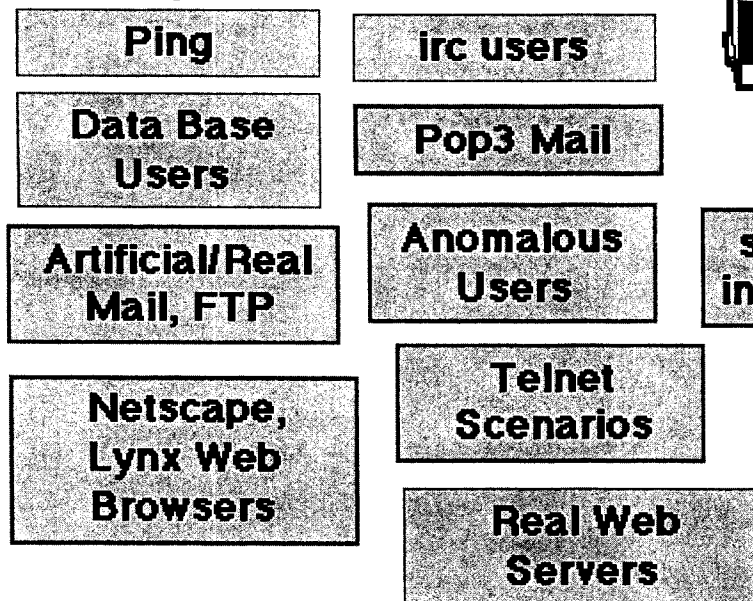 Ping
irc users
Data Base
Users
Pop3 Mail
Artificial/Real
Mail, FTP
Anomalous
Users
Netscape,
Lynx Web
Browsers
Telnet
Scenarios
Real Web
Servers